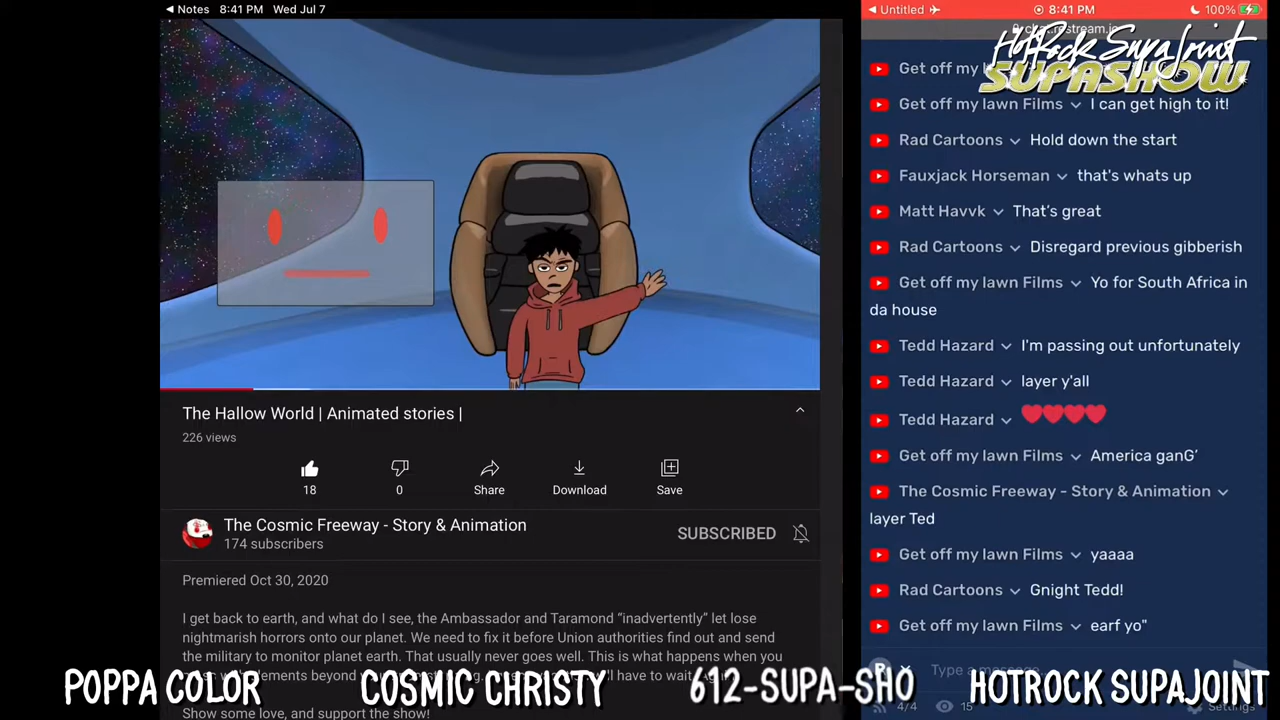 Notes 8:41 PM Wed Jul 7
Untitled 8:41 PM 100%
HotRock SupaJoint
SUPASHOW
Get off my
Get off my lawn Films I can get high to it!
Rad Cartoons Hold down the start
Fauxjack Horseman that's whats up
Matt Havvk That's great
Rad Cartoons Disregard previous gibberish
Get off my lawn Films Yo for South Africa in
da house
Tedd Hazard I'm passing out unfortunately
Tedd Hazard layer y'all
Tedd Hazard ❤️❤️❤️❤️
Get off my lawn Films America ganG'
The Cosmic Freeway - Story & Animation
layer Ted
Get off my lawn Films yaaaa
Rad Cartoons Gnight Tedd!
Get off my lawn Films earf yo"
Type a message
4/4 15 Settings
The Hallow World | Animated stories |
226 views
18 0 Share Download Save
The Cosmic Freeway - Story & Animation
174 subscribers
SUBSCRIBED
Premiered Oct 30, 2020
I get back to earth, and what do I see, the Ambassador and Taramond “inadvertently” let lose
nightmarish horrors onto our planet. We need to fix it before Union authorities find out and send
the military to monitor planet earth. That usually never goes well. This is what happens when you
Show some love, and support the show!
POPPA COLOR COSMIC CHRISTY 612-SUPA-SHO HOTROCK SUPAJOINT